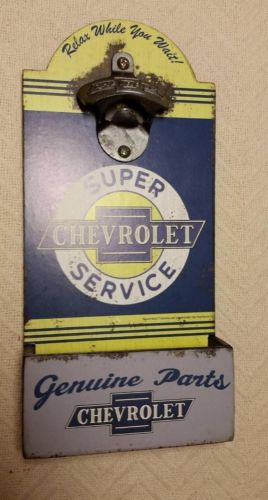 Relax While You Wait!
SUPER
CHEVROLET
SERVICE
Genuine Parts
CHEVROLET